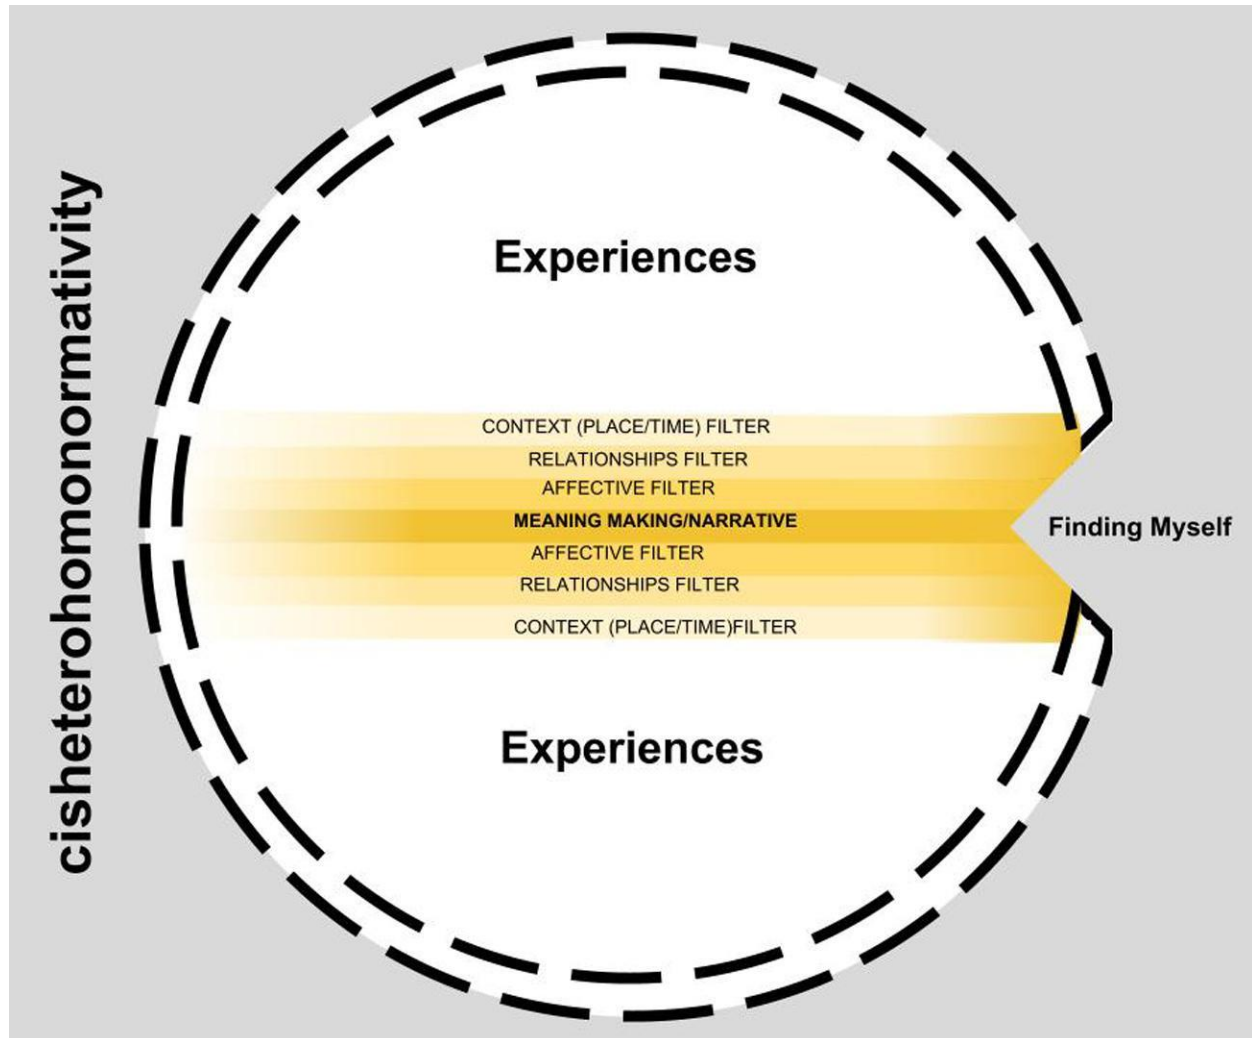 cisheterohomonormativity
Experiences
CONTEXT (PLACE/TIME) FILTER
RELATIONSHIPS FILTER
AFFECTIVE FILTER
MEANING MAKING/NARRATIVE
Finding Myself
AFFECTIVE FILTER
RELATIONSHIPS FILTER
CONTEXT (PLACE/TIME)FILTER
Experiences